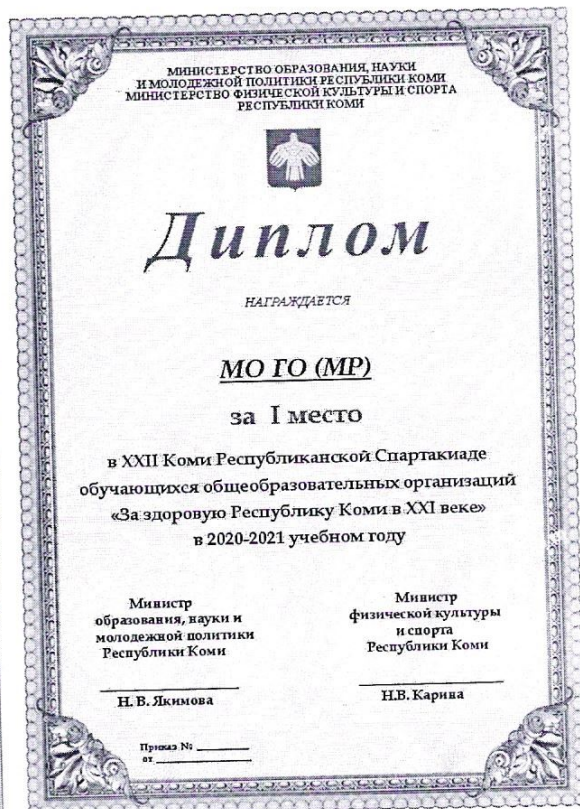 МИНИСТЕРСТВО ОБРАЗОВАНИЯ, НАУКИ
И МОЛОДЕЖНОЙ ПОЛИТИКИ РЕСПУБЛИКИ КОМИ
МИНИСТЕРСТВО ФИЗИЧЕСКОЙ КУЛЬТУРЫ И СПОРТА
РЕСПУБЛИКИ КОМИ
Диплом
НАГРАЖДАЕТСЯ
МО ГО (МР)
за I место
в XXII Коми Республиканской Спартакиаде
обучающихся общеобразовательных организаций
«За здоровую Республику Коми в XXI веке»
в 2020-2021 учебном году
Министр
образования, науки и
молодежной политики
Республики Коми
Н. В. Якимова
Министр
физической культуры
и спорта
Республики Коми
Н.В. Карина
Приказ №
от